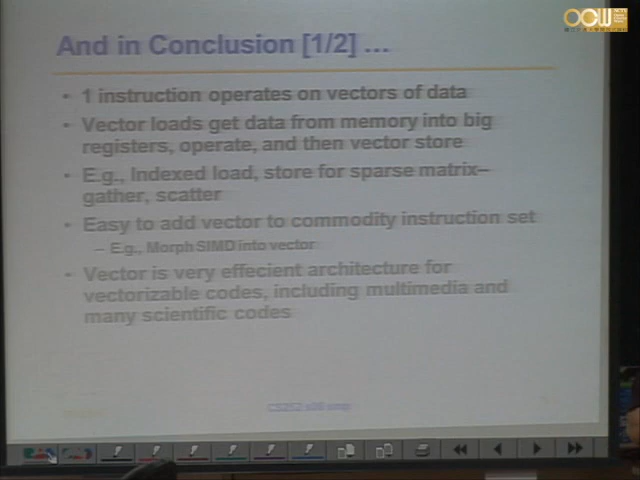 And in Conclusion [1/2] ...
• 1 instruction operates on vectors of data
• Vector loads get data from memory into big
registers, operate, and then vector store
• E.g., Indexed load, store for sparse matrix–
gather, scatter
• Easy to add vector to commodity instruction set
– E.g., Morph SIMD into vector
• Vector is very effecient architecture for
vectorizable codes, including multimedia and
many scientific codes
OCW